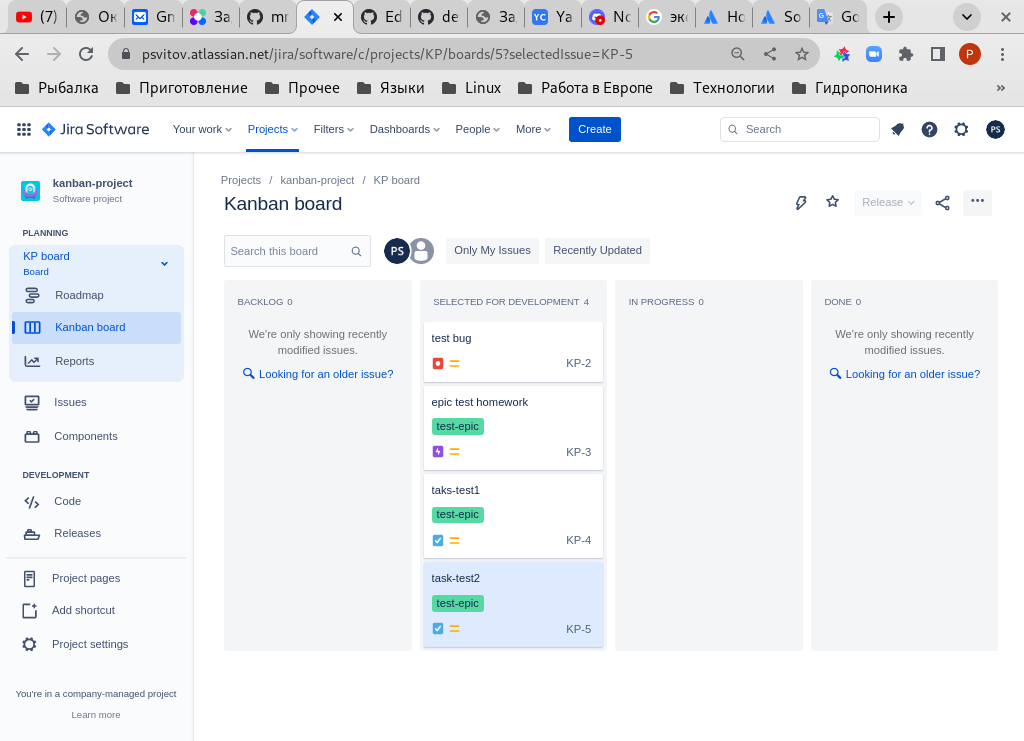 (7)
Ок
Gm
За
mr
Ed
de
За
YC Ya
Nc
эко
Ho
So
Go
psvitov.atlassian.net/jira/software/c/projects/KP/boards/5?selectedIssue=KP-5
P
Рыбалка
Приготовление
Прочее
Языки
Linux
Работа в Европе
Технологии
Гидропоника
»
Jira Software
Your work
Projects
Filters
Dashboards
People
More
Create
Search
PS
kanban-project
Software project
PLANNING
KP board
Board
Roadmap
Kanban board
Reports
Issues
Components
DEVELOPMENT
Code
Releases
Project pages
Add shortcut
Project settings
You're in a company-managed project
Learn more
Projects / kanban-project / KP board
Kanban board
Release
Search this board
PS
Only My Issues
Recently Updated
BACKLOG 0
We're only showing recently
modified issues.
Looking for an older issue?
SELECTED FOR DEVELOPMENT 4
test bug
KP-2
epic test homework
test-epic
KP-3
taks-test1
test-epic
KP-4
task-test2
test-epic
KP-5
IN PROGRESS 0
DONE 0
We're only showing recently
modified issues.
Looking for an older issue?